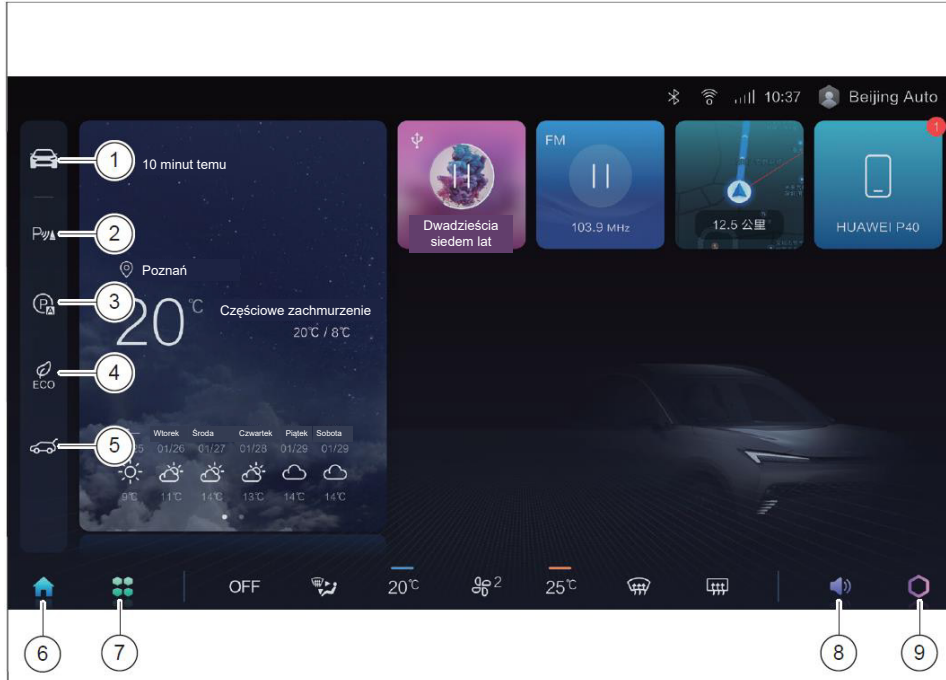 10:37 Beijing Auto
1
1
10 minut temu
FM
Dwadzieścia
siedem lat
103.9 MHz
12.5 公里
HUAWEI P40
2
Poznań
3
20 °C
Częściowe zachmurzenie
20℃ / 8℃
4
ECO
5
Wtorek Środa Czwartek Piątek Sobota
01/26 01/27 01/28 01/29 01/29
9℃ 11℃ 14℃ 13℃ 14℃ 14℃
OFF 20℃ 2 25℃
6 7 8 9